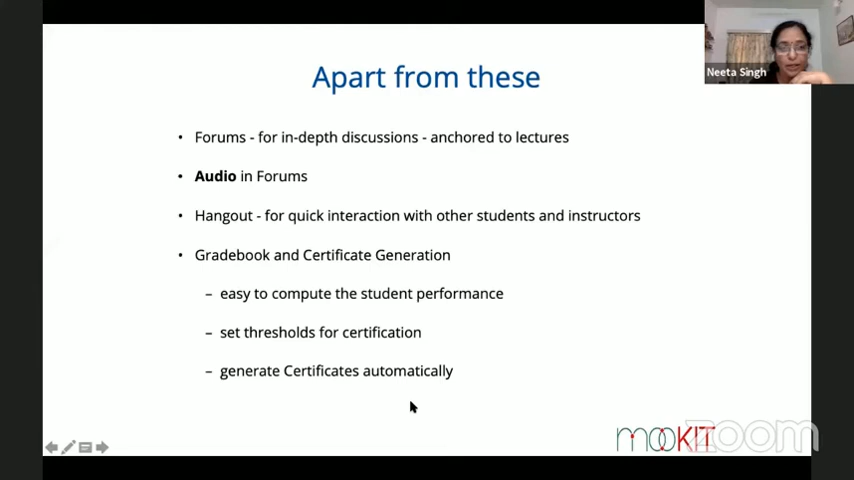 Neeta Singh
Apart from these
• Forums - for in-depth discussions - anchored to lectures
• Audio in Forums
• Hangout - for quick interaction with other students and instructors
• Gradebook and Certificate Generation
– easy to compute the student performance
– set thresholds for certification
– generate Certificates automatically
mooKIT
zoom